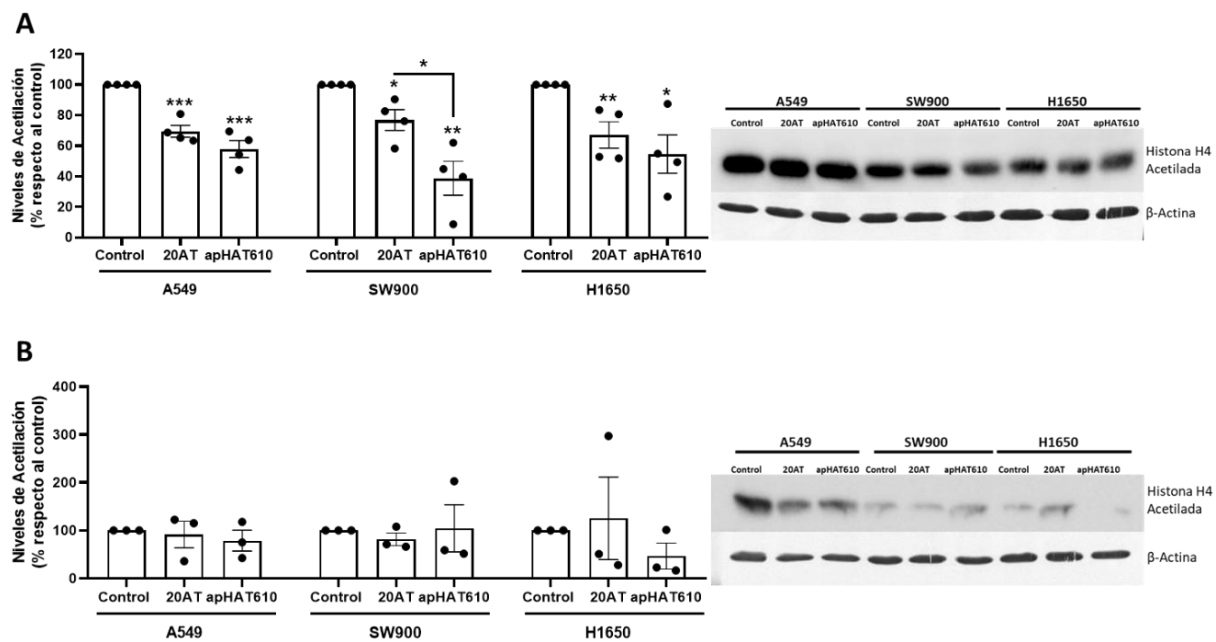 A
Niveles de Acetilación
(% respecto al control)
120
100
80
60
40
20
0
*** *** * ** * ** *
Control 20AT apHAT610 Control 20AT apHAT610 Control 20AT apHAT610
A549 SW900 H1650
A549 SW900 H1650
Control 20AT apHAT610 Control 20AT apHAT610 Control 20AT apHAT610
Histona H4
Acetilada
β-Actina
B
Niveles de Acetilación
(% respecto al control)
400
300
200
100
0
Control 20AT apHAT610 Control 20AT apHAT610 Control 20AT apHAT610
A549 SW900 H1650
A549 SW900 H1650
Control 20AT apHAT610 Control 20AT apHAT610 Control 20AT apHAT610
Histona H4
Acetilada
β-Actina